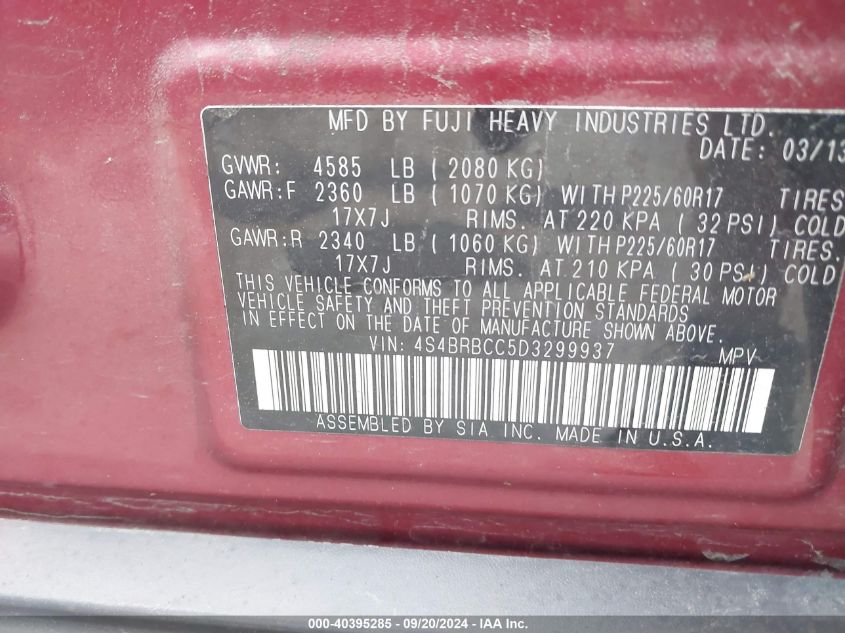 MFD BY FUJI HEAVY INDUSTRIES LTD.
DATE: 03/13
GVWR: 4585 LB ( 2080 KG)
GAWR:F 2360 LB ( 1070 KG) WITH P225/60R17 TIRES
17X7J RIMS. AT 220 KPA ( 32 PSI) COLD
GAWR:R 2340 LB ( 1060 KG) WITH P225/60R17 TIRES.
17X7J RIMS. AT 210 KPA ( 30 PSI) COLD
THIS VEHICLE CONFORMS TO ALL APPLICABLE FEDERAL MOTOR
VEHICLE SAFETY AND THEFT PREVENTION STANDARDS
IN EFFECT ON THE DATE OF MANUFACTURE SHOWN ABOVE.
VIN: 4S4BRBCC5D3299937 ~ MPV~
ASSEMBLED BY SIA INC. MADE IN U.S.A.
000-40395285 - 09/20/2024 - IAA Inc.